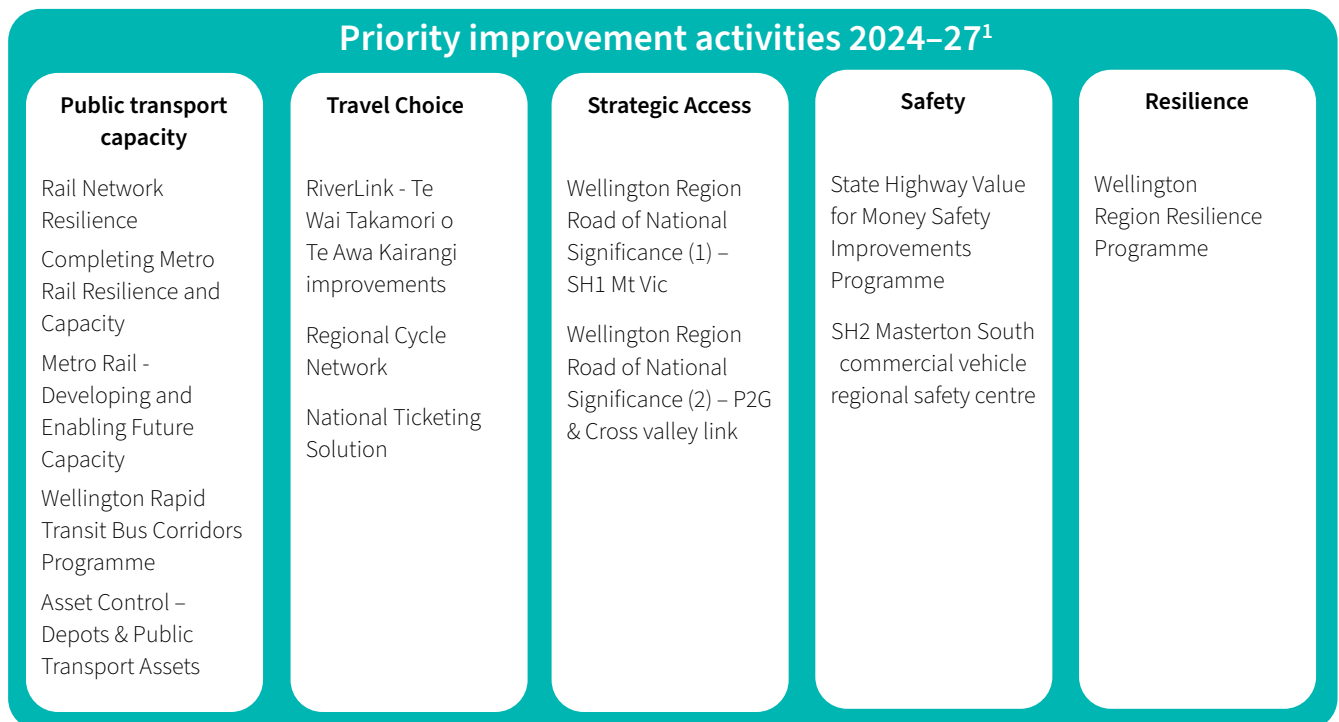 Priority improvement activities 2024–27¹
Public transport
capacity
Rail Network
Resilience
Completing Metro
Rail Resilience and
Capacity
Metro Rail -
Developing and
Enabling Future
Capacity
Wellington Rapid
Transit Bus Corridors
Programme
Asset Control –
Depots & Public
Transport Assets
Travel Choice
RiverLink - Te
Wai Takamori o
Te Awa Kairangi
improvements
Regional Cycle
Network
National Ticketing
Solution
Strategic Access
Wellington Region
Road of National
Significance (1) –
SH1 Mt Vic
Wellington Region
Road of National
Significance (2) – P2G
& Cross valley link
Safety
State Highway Value
for Money Safety
Improvements
Programme
SH2 Masterton South
commercial vehicle
regional safety centre
Resilience
Wellington
Region Resilience
Programme